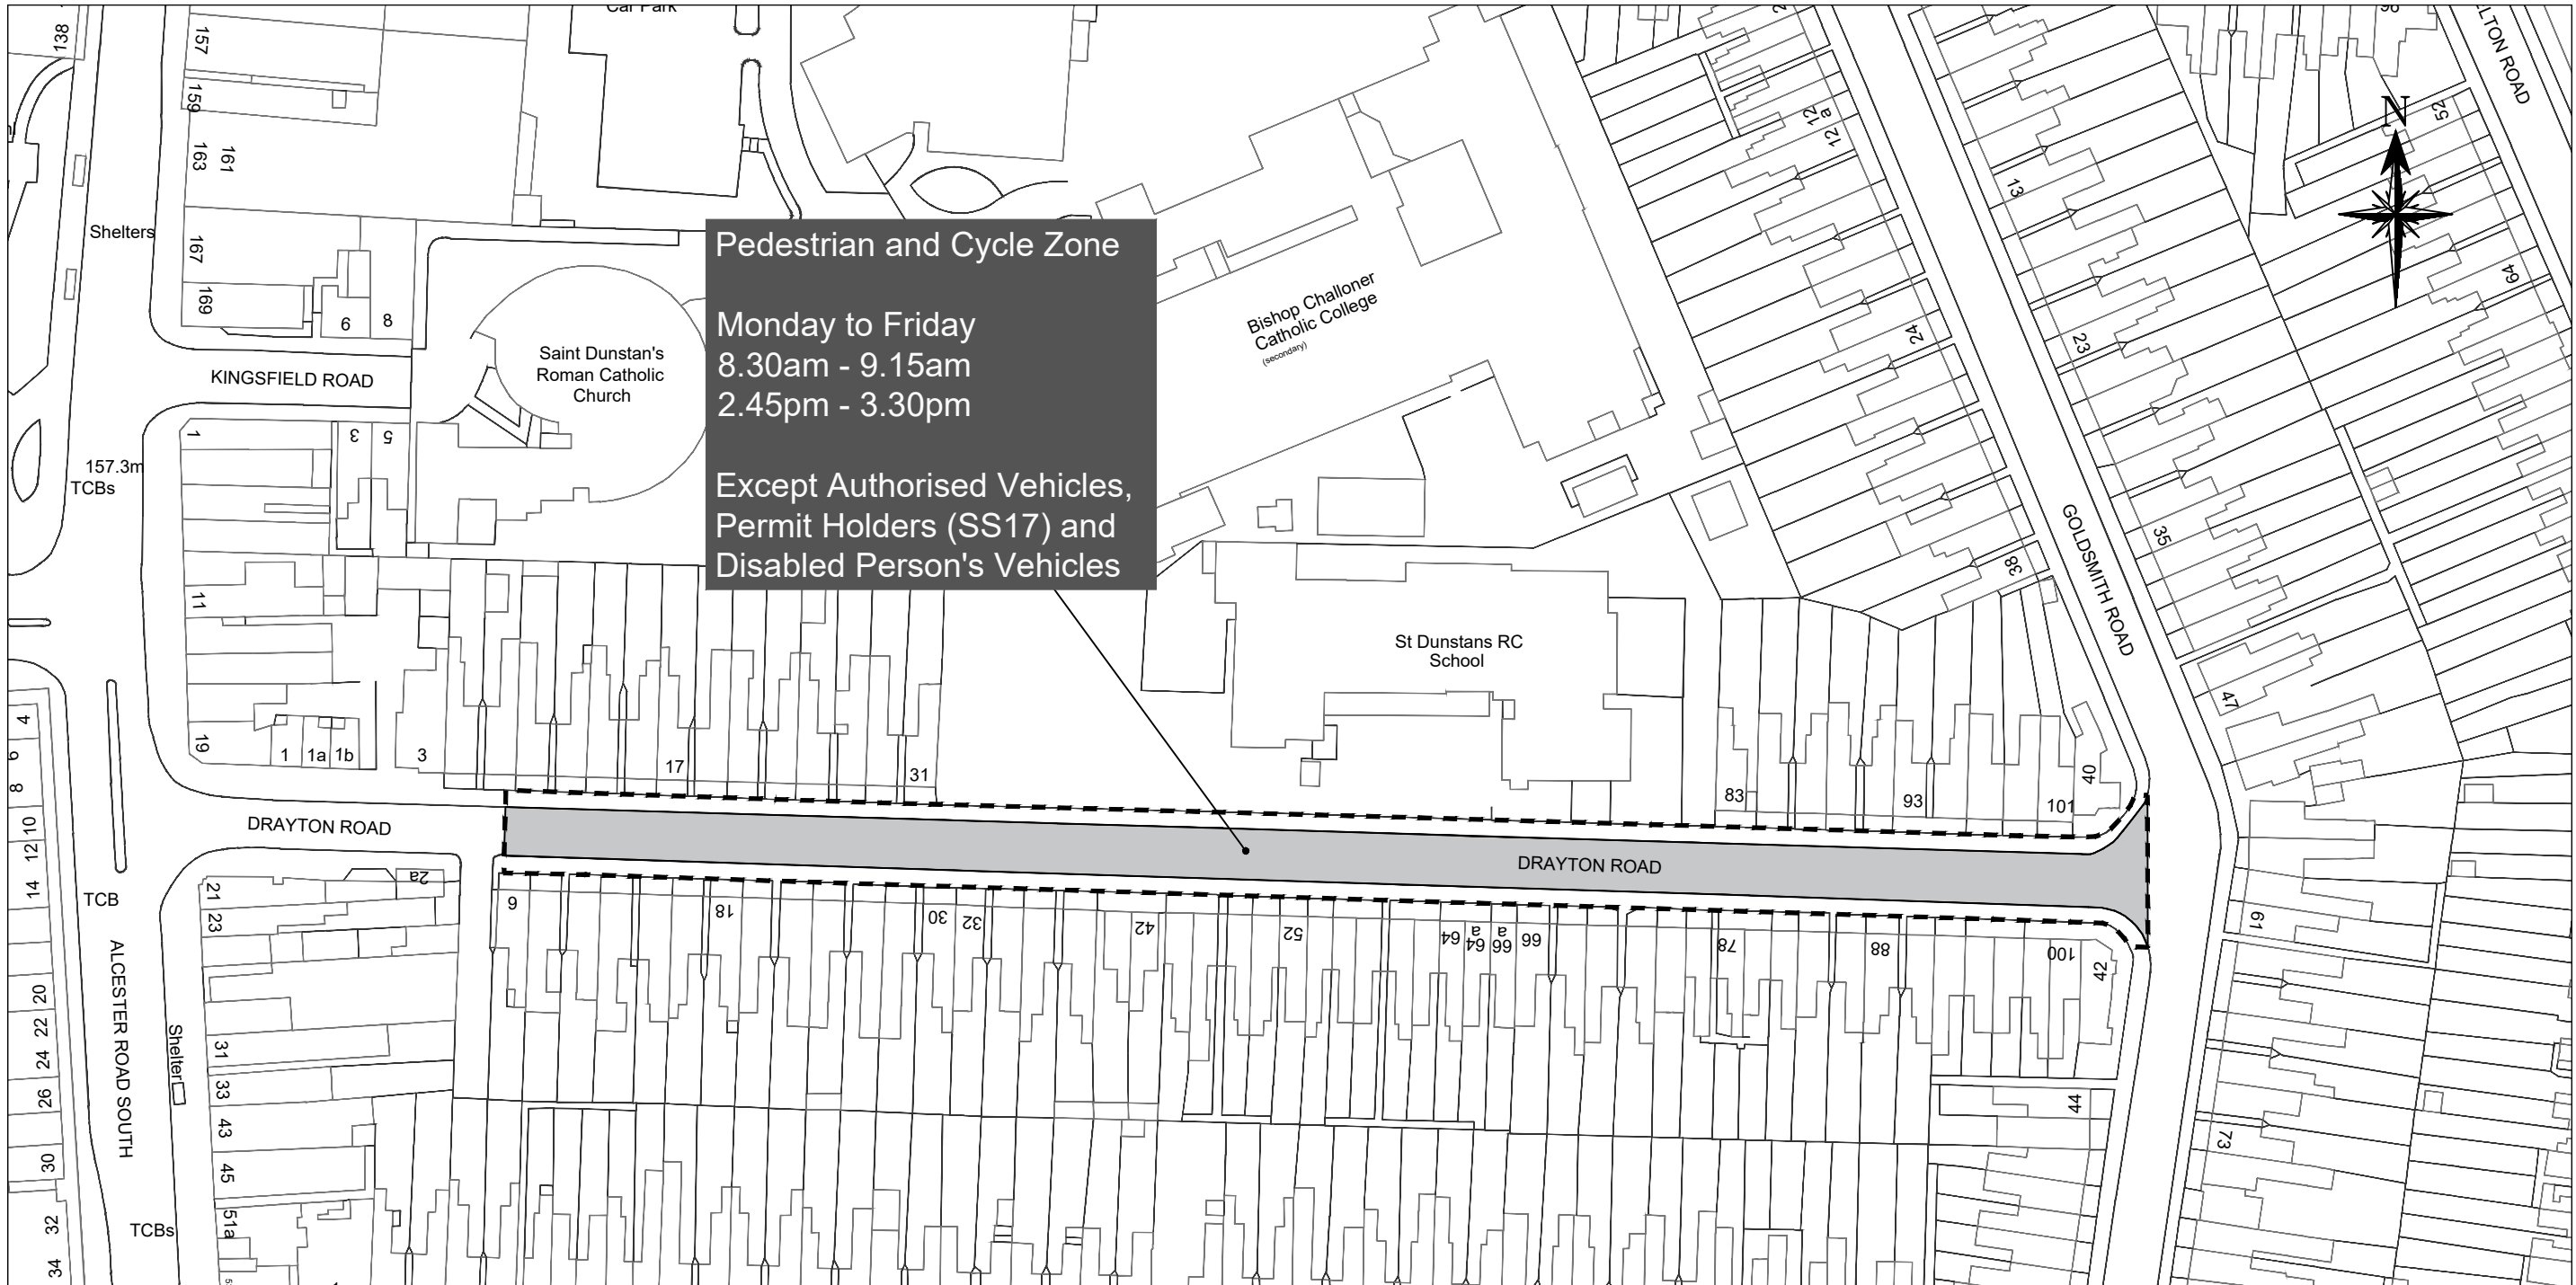 Car Park
138
157
159
161
163
167
169
6
8
Shelters
KINGSFIELD ROAD
Saint Dunstan's
Roman Catholic
Church
Pedestrian and Cycle Zone
Monday to Friday
8.30am - 9.15am
2.45pm - 3.30pm
Except Authorised Vehicles,
Permit Holders (SS17) and
Disabled Person's Vehicles
Bishop Challoner
Catholic College
(secondary)
12
12
a
24
38
13
23
35
47
GOLDSMITH ROAD
ELTON ROAD
52
64
N
157.3m
TCBs
1
3
5
11
19
1
1a
1b
3
17
31
St Dunstans RC
School
83
93
101
40
DRAYTON ROAD
DRAYTON ROAD
4
6
8
10
12
14
20
22
24
26
30
32
34
TCB
ALCESTER ROAD SOUTH
Shelter
TCBs
2a
21
23
31
33
43
45
51a
6
18
30
32
42
52
64
64
a
66
a
66
78
88
100
42
44
61
73